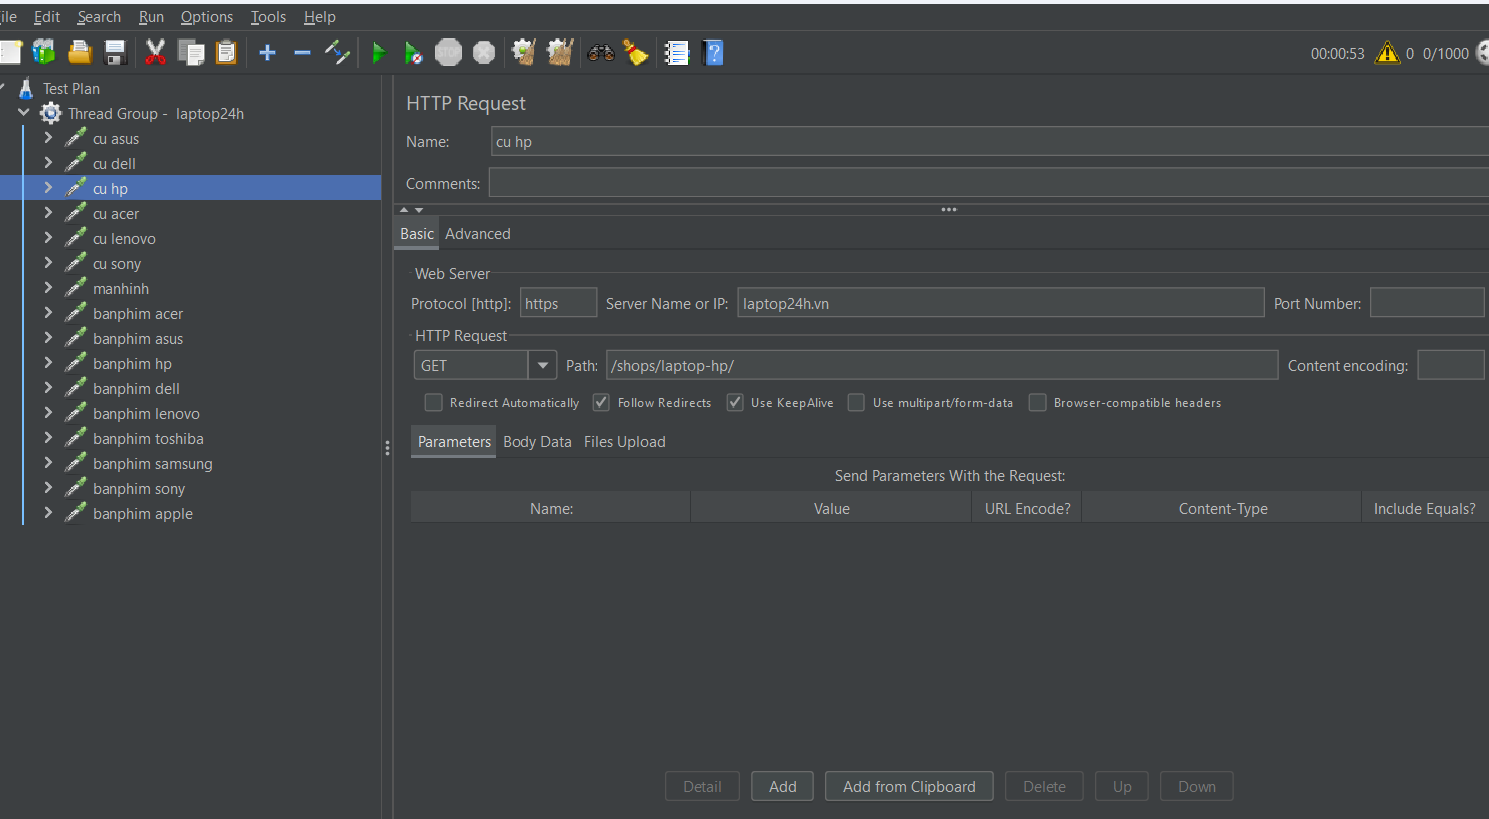 ile Edit Search Run Options Tools Help
00:00:53 0 0/1000
Test Plan
Thread Group - laptop24h
cu asus
cu dell
cu hp
cu acer
cu lenovo
cu sony
manhinh
banphim acer
banphim asus
banphim hp
banphim dell
banphim lenovo
banphim toshiba
banphim samsung
banphim sony
banphim apple
HTTP Request
Name: cu hp
Comments:
Basic Advanced
Web Server
Protocol [http]: https Server Name or IP: laptop24h.vn Port Number:
HTTP Request
GET Path: /shops/laptop-hp/ Content encoding:
Redirect Automatically Follow Redirects Use KeepAlive Use multipart/form-data Browser-compatible headers
Parameters Body Data Files Upload
Send Parameters With the Request:
Name: Value URL Encode? Content-Type Include Equals?
Detail Add Add from Clipboard Delete Up Down